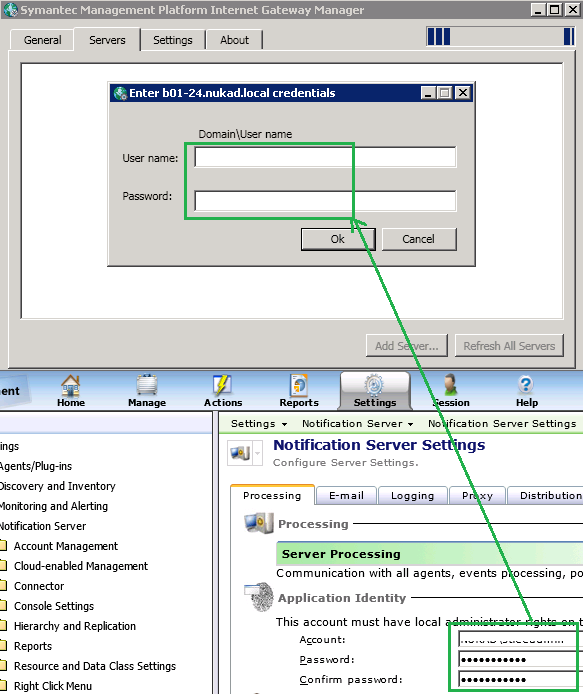 Symantec Management Platform Internet Gateway Manager
General Servers Settings About
Enter b01-24.nukad.local credentials
Domain\User name
User name:
Password:
Ok Cancel
Add Server... Refresh All Servers
ent Home Manage Actions Reports Settings Session Help
Settings Notification Server Notification Server Settings
ings
Agents/Plug-ins
Discovery and Inventory
Monitoring and Alerting
Notification Server
Account Management
Cloud-enabled Management
Connector
Console Settings
Hierarchy and Replication
Reports
Resource and Data Class Settings
Right Click Menu
Notification Server Settings
Configure Server Settings.
Processing E-mail Logging Proxy Distribution
Processing
Server Processing
Communication with all agents, events processing, po
Application Identity
This account must have local administrator rights on t
Account:
Password: •••••••••••
Confirm password: •••••••••••